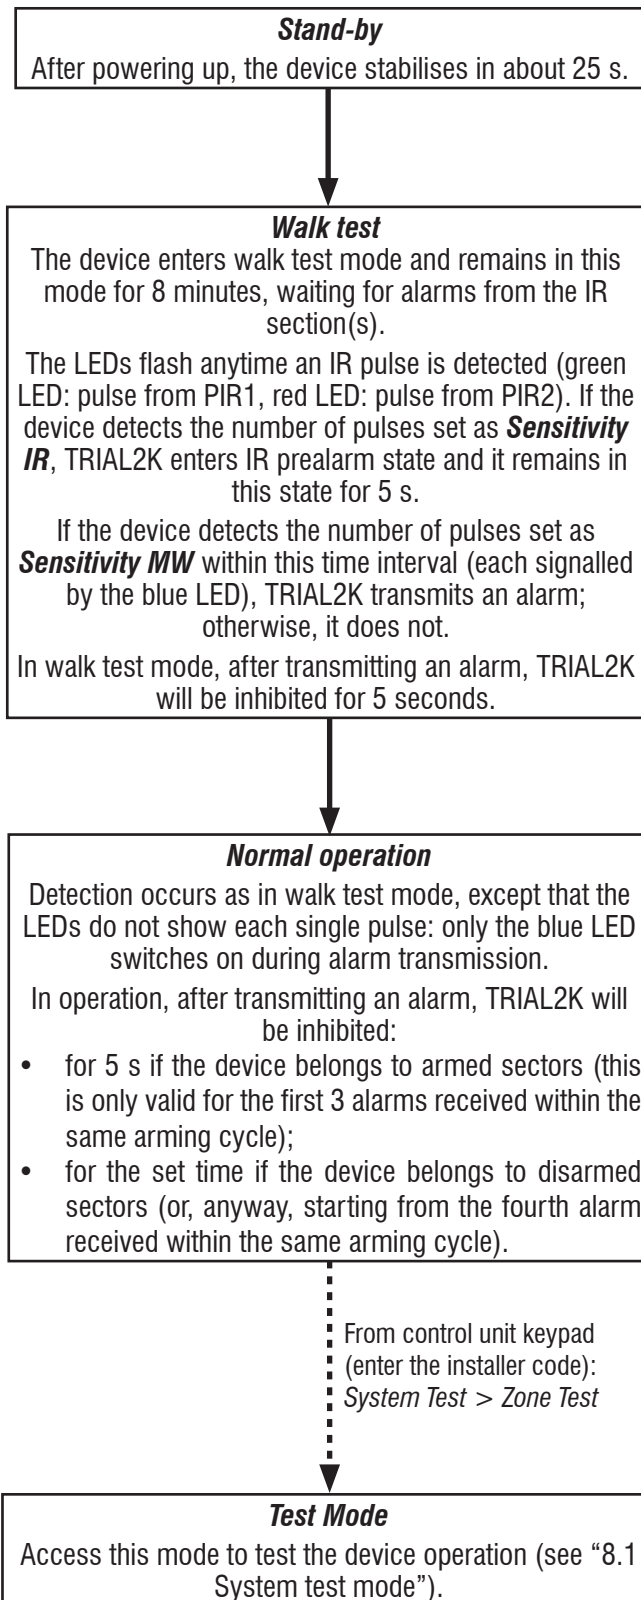 Stand-by
After powering up, the device stabilises in about 25 s.
Walk test
The device enters walk test mode and remains in this
mode for 8 minutes, waiting for alarms from the IR
section(s).
The LEDs flash anytime an IR pulse is detected (green
LED: pulse from PIR1, red LED: pulse from PIR2). If the
device detects the number of pulses set as Sensitivity
IR, TRIAL2K enters IR prealarm state and it remains in
this state for 5 s.
If the device detects the number of pulses set as
Sensitivity MW within this time interval (each signalled
by the blue LED), TRIAL2K transmits an alarm;
otherwise, it does not.
In walk test mode, after transmitting an alarm, TRIAL2K
will be inhibited for 5 seconds.
Normal operation
Detection occurs as in walk test mode, except that the
LEDs do not show each single pulse: only the blue LED
switches on during alarm transmission.
In operation, after transmitting an alarm, TRIAL2K will
be inhibited:
• for 5 s if the device belongs to armed sectors (this
is only valid for the first 3 alarms received within the
same arming cycle);
• for the set time if the device belongs to disarmed
sectors (or, anyway, starting from the fourth alarm
received within the same arming cycle).
From control unit keypad
(enter the installer code):
System Test > Zone Test
Test Mode
Access this mode to test the device operation (see “8.1
System test mode”).